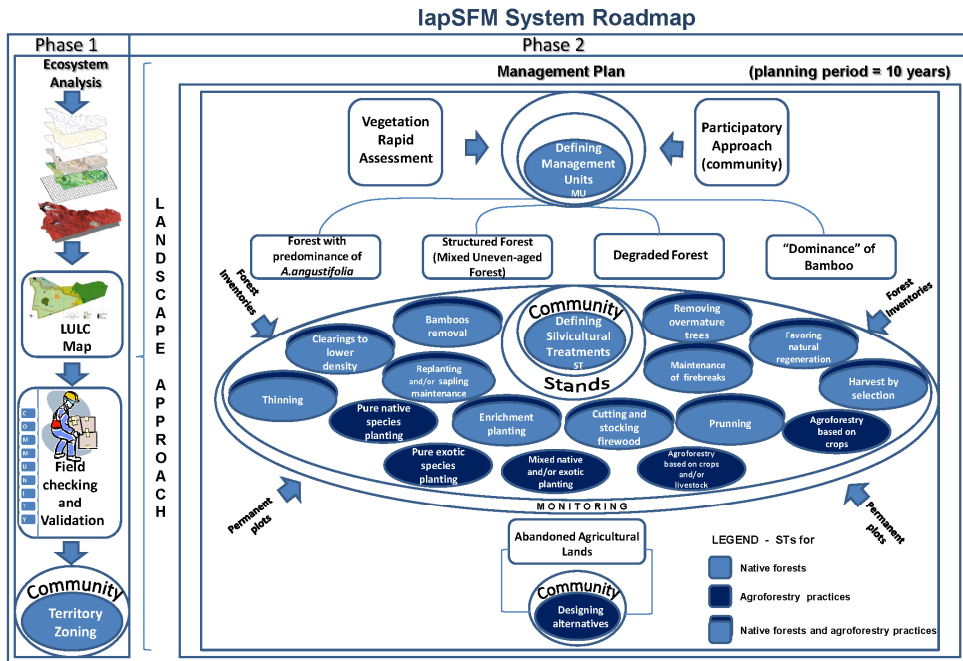 IapSFM System Roadmap
Phase 1
Phase 2
Ecosystem
Analysis
LULC
Map
COMMUNITY
Field
checking
and
Validation
Community
Territory
Zoning
LANDSCAPE APPROACH
Management Plan
(planning period = 10 years)
Vegetation
Rapid
Assessment
Defining
Management
Units
MU
Participatory
Approach
(community)
Forest with
predominance of
A.angustifolia
Structured Forest
(Mixed Uneven-aged
Forest)
Degraded Forest
“Dominance” of
Bamboo
Forest
Inventories
Forest
Inventories
Community
Defining
Silvicultural
Treatments
ST
Stands
Bamboos
removal
Removing
overmature
trees
Clearings to
lower
density
Favoring
natural
regeneration
Replanting
and/or sapling
maintenance
Maintenance
of firebreaks
Thinning
Harvest by
selection
Pure native
species
planting
Enrichment
planting
Cutting and
stocking
firewood
Prunning
Agroforestry
based on
crops
Pure exotic
species
planting
Mixed native
and/or exotic
planting
Agroforestry
based on crops
and/or
livestock
MONITORING
Permanent
plots
Permanent
plots
Abandoned Agricultural
Lands
Community
Designing
alternatives
LEGEND - STs for
Native forests
Agroforestry practices
Native forests and agroforestry practices